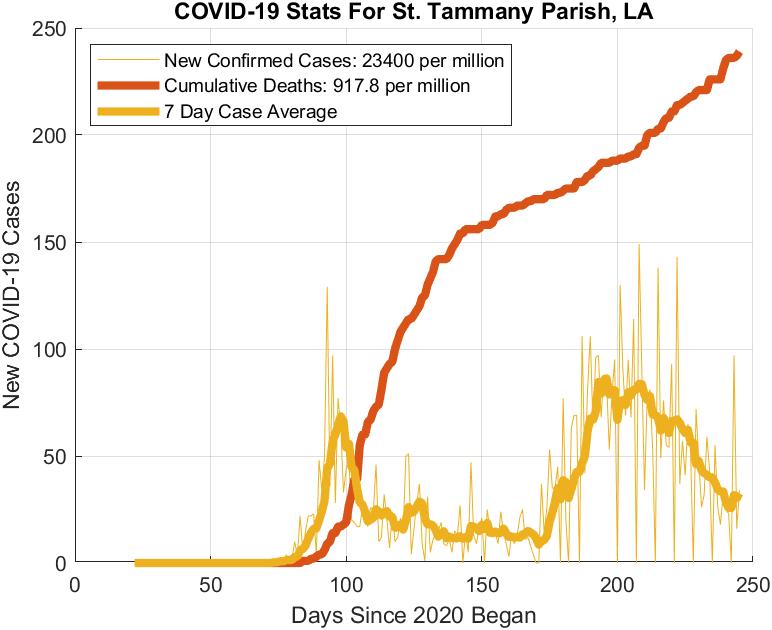 COVID-19 Stats For St. Tammany Parish, LA
250
200
150
100
50
0
New COVID-19 Cases
New Confirmed Cases: 23400 per million
Cumulative Deaths: 917.8 per million
7 Day Case Average
0 50 100 150 200 250
Days Since 2020 Began